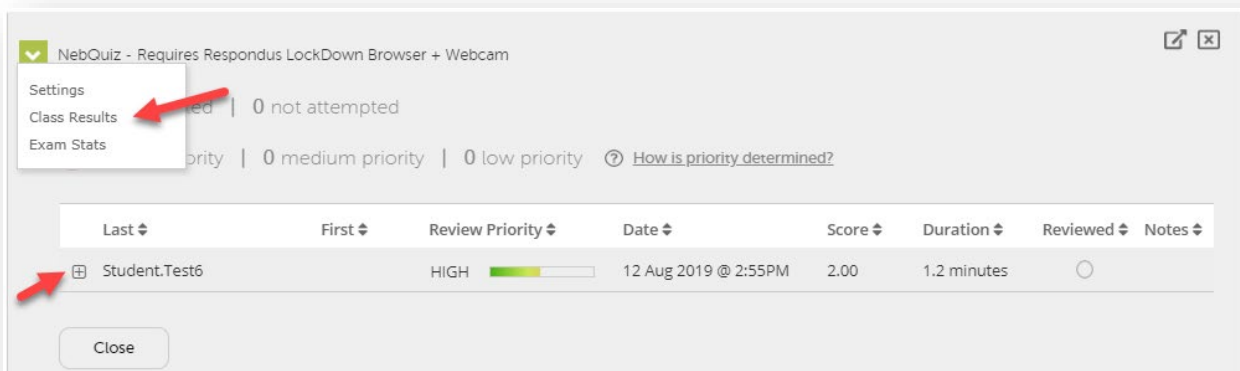 NebQuiz - Requires Respondus LockDown Browser + Webcam
Settings
Class Results
Exam Stats
| 0 not attempted
| 0 medium priority | 0 low priority ? How is priority determined?
Last First Review Priority Date Score Duration Reviewed Notes
Student.Test6 HIGH 12 Aug 2019 @ 2:55PM 2.00 1.2 minutes
Close